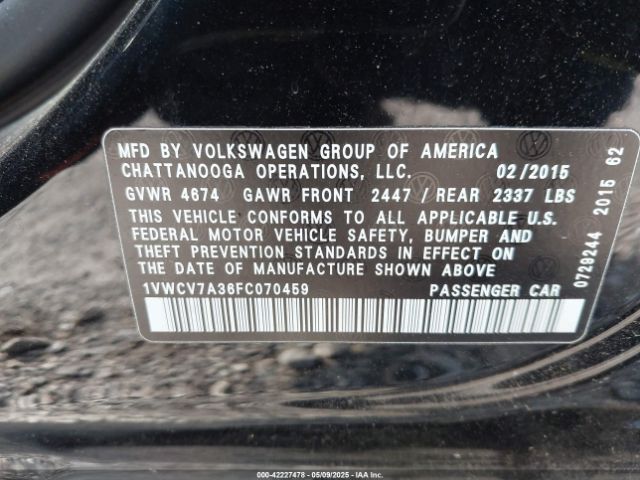 MFD BY VOLKSWAGEN GROUP OF AMERICA
CHATTANOOGA OPERATIONS, LLC. 02/2015
GVWR 4674 GAWR FRONT 2447 / REAR 2337 LBS
THIS VEHICLE CONFORMS TO ALL APPLICABLE U.S.
FEDERAL MOTOR VEHICLE SAFETY, BUMPER AND
THEFT PREVENTION STANDARDS IN EFFECT ON
THE DATE OF MANUFACTURE SHOWN ABOVE
1VWCV7A36FC070459 PASSENGER CAR
0729244 2015 62
000-42227478 - 05/09/2025 - IAA, Inc.